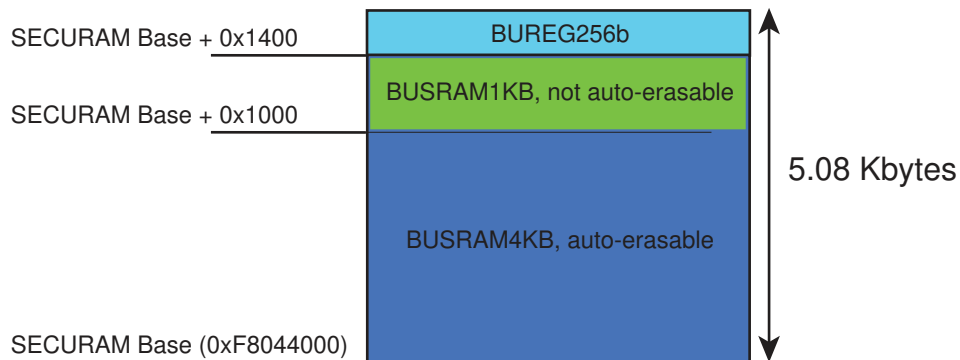 SECURAM Base + 0x1400
BUREG256b
BUSRAM1KB, not auto-erasable
SECURAM Base + 0x1000
5.08 Kbytes
BUSRAM4KB, auto-erasable
SECURAM Base (0xF8044000)